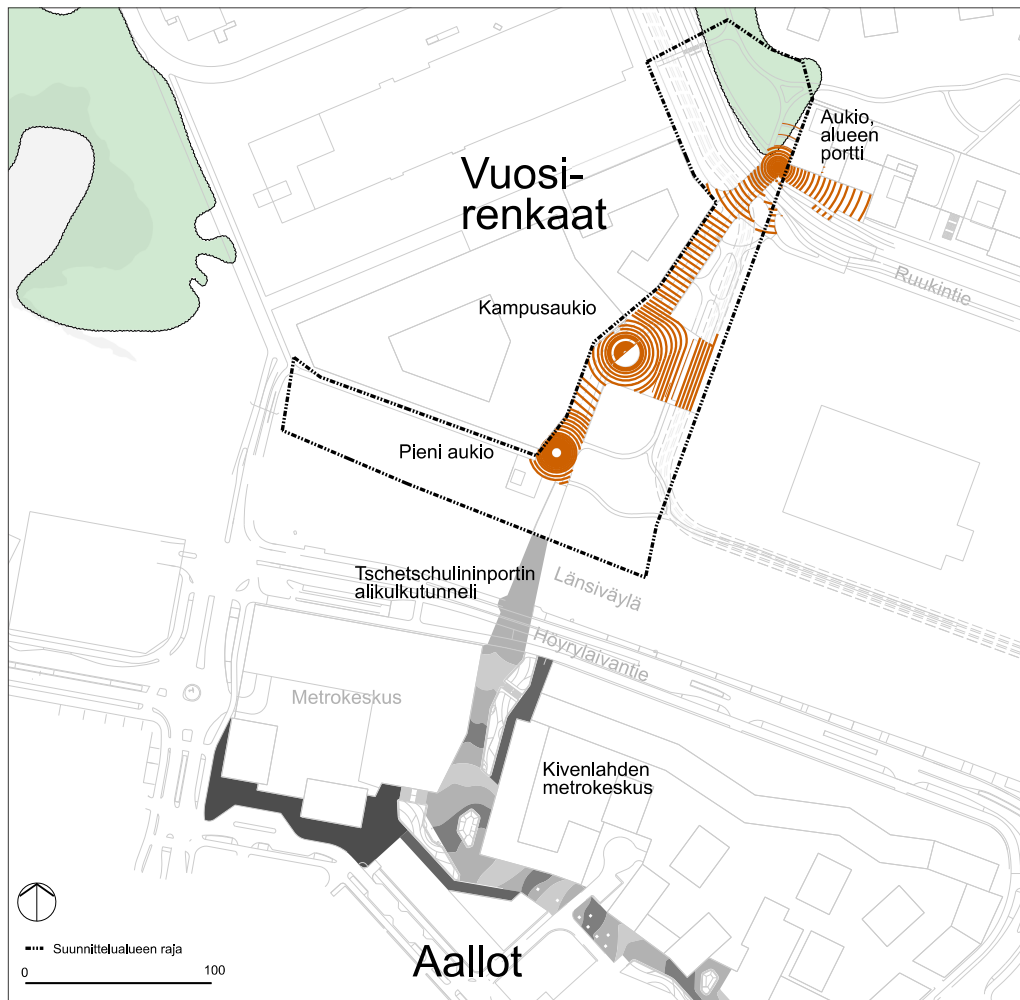 Aukio,
alueen
portti
Vuosi-
renkaat
Ruukintie
Kampusaukio
Pieni aukio
Tschetschulininportin
alikulkutunneli
Länsiväylä
Höyrylaivantie
Metrokeskus
Kivenlahden
metrokeskus
Suunnittelualueen raja
0 100
Aallot